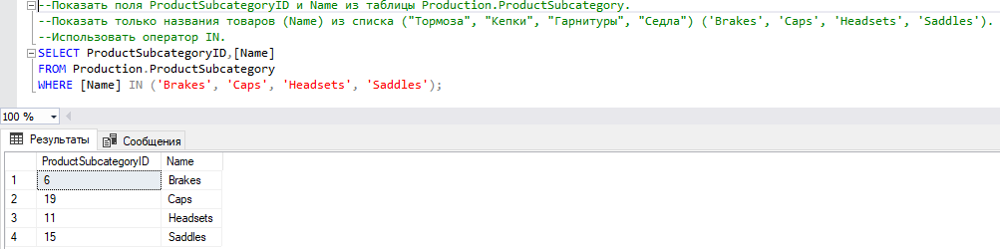 --Показать поля ProductSubcategoryID и Name из таблицы Production.ProductSubcategory.
--Показать только названия товаров (Name) из списка ("Тормоза", "Кепки", "Гарнитуры", "Седла") ('Brakes', 'Caps', 'Headsets', 'Saddles').
--Использовать оператор IN.
SELECT ProductSubcategoryID,[Name]
FROM Production.ProductSubcategory
WHERE [Name] IN ('Brakes', 'Caps', 'Headsets', 'Saddles');
100 %
Результаты Сообщения
ProductSubcategoryID Name
1 6 Brakes
2 19 Caps
3 11 Headsets
4 15 Saddles